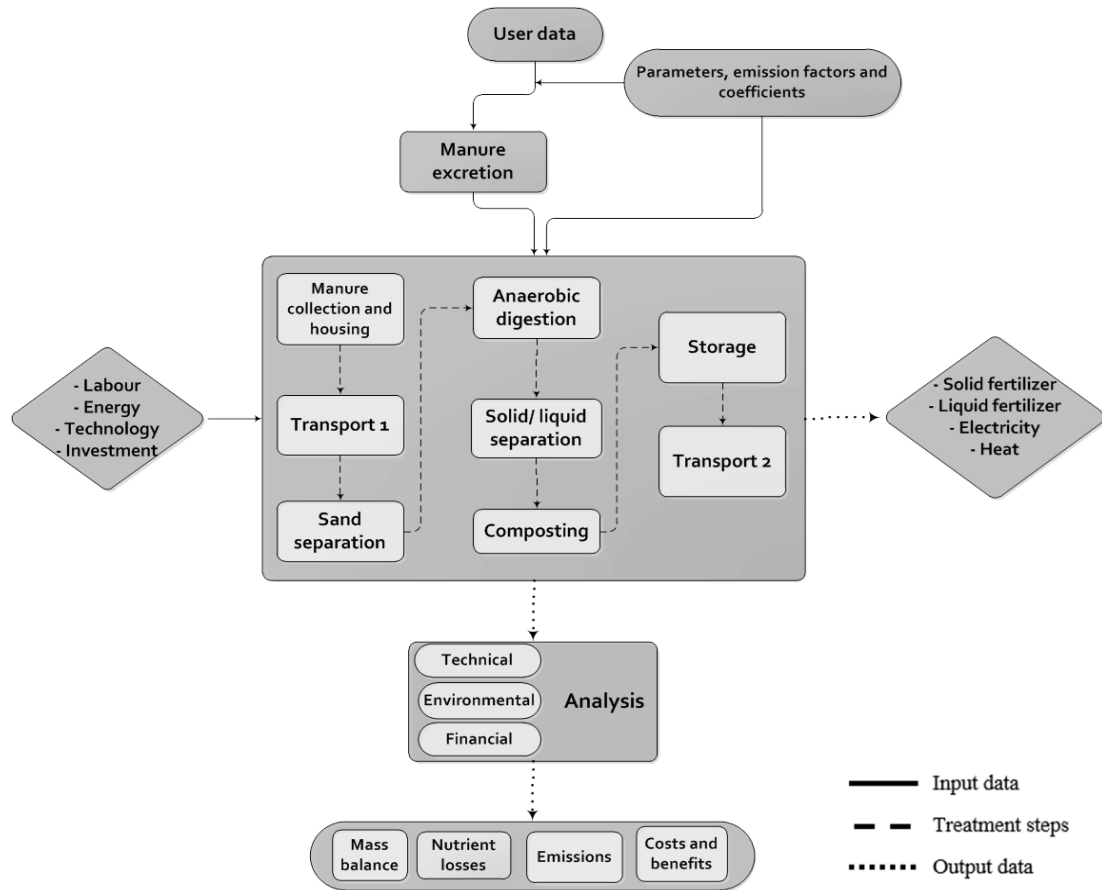 User data
Parameters, emission factors and
coefficients
Manure
excretion
Manure
collection and
housing
Transport 1
Sand
separation
Anaerobic
digestion
Solid/ liquid
separation
Composting
Storage
Transport 2
- Labour
- Energy
- Technology
- Investment
- Solid fertilizer
- Liquid fertilizer
- Electricity
- Heat
Technical
Environmental
Financial
Analysis
Mass
balance
Nutrient
losses
Emissions
Costs and
benefits
Input data
Treatment steps
Output data